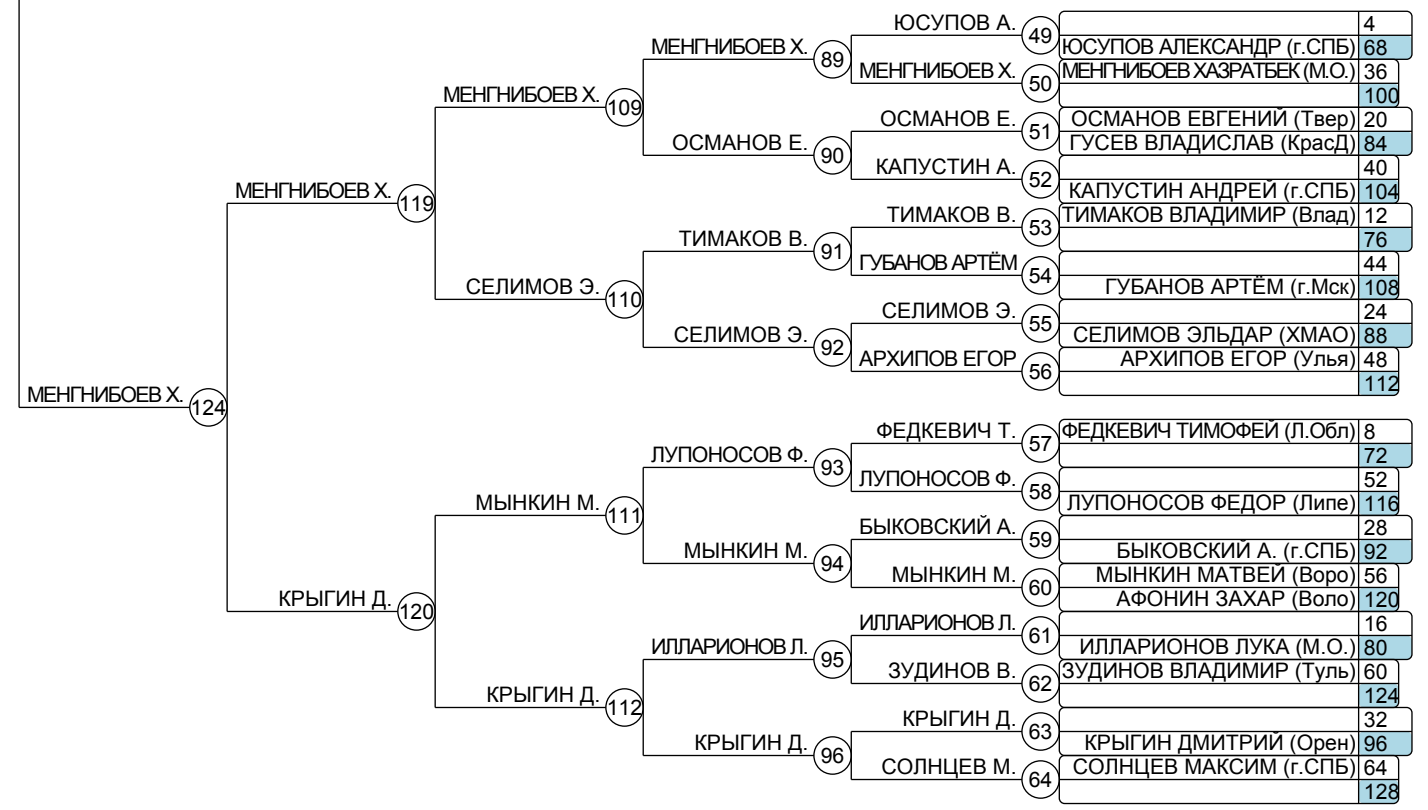 ЮСУПОВ А.
49
4
МЕНГНИБОЕВ Х.
89
ЮСУПОВ АЛЕКСАНДР (г.СПБ) 68
МЕНГНИБОЕВ Х.
50
МЕНГНИБОЕВ ХАЗРАТБЕК (М.О.) 36
100
МЕНГНИБОЕВ Х.
109
ОСМАНОВ Е.
51
ОСМАНОВ ЕВГЕНИЙ (Твер) 20
ОСМАНОВ Е.
90
ГУСЕВ ВЛАДИСЛАВ (КрасД) 84
КАПУСТИН А.
52
40
КАПУСТИН АНДРЕЙ (г.СПБ) 104
МЕНГНИБОЕВ Х.
119
ТИМАКОВ В.
53
ТИМАКОВ ВЛАДИМИР (Влад) 12
ТИМАКОВ В.
91
76
ГУБАНОВ АРТЁМ
54
44
ГУБАНОВ АРТЁМ (г.Мск) 108
СЕЛИМОВ Э.
110
СЕЛИМОВ Э.
55
24
СЕЛИМОВ Э.
92
СЕЛИМОВ ЭЛЬДАР (ХМАО) 88
АРХИПОВ ЕГОР
56
АРХИПОВ ЕГОР (Улья) 48
112
МЕНГНИБОЕВ Х.
124
ФЕДКЕВИЧ Т.
57
ФЕДКЕВИЧ ТИМОФЕЙ (Л.Обл) 8
ЛУПОНОСОВ Ф.
93
72
ЛУПОНОСОВ Ф.
58
52
ЛУПОНОСОВ ФЕДОР (Липе) 116
МЫНКИН М.
111
БЫКОВСКИЙ А.
59
28
МЫНКИН М.
94
БЫКОВСКИЙ А. (г.СПБ) 92
МЫНКИН М.
60
МЫНКИН МАТВЕЙ (Воро) 56
АФОНИН ЗАХАР (Воло) 120
КРЫГИН Д.
120
ИЛЛАРИОНОВ Л.
61
16
ИЛЛАРИОНОВ Л.
95
ИЛЛАРИОНОВ ЛУКА (М.О.) 80
ЗУДИНОВ В.
62
ЗУДИНОВ ВЛАДИМИР (Туль) 60
124
КРЫГИН Д.
112
КРЫГИН Д.
63
32
КРЫГИН Д.
96
КРЫГИН ДМИТРИЙ (Орен) 96
СОЛНЦЕВ М.
64
СОЛНЦЕВ МАКСИМ (г.СПБ) 64
128